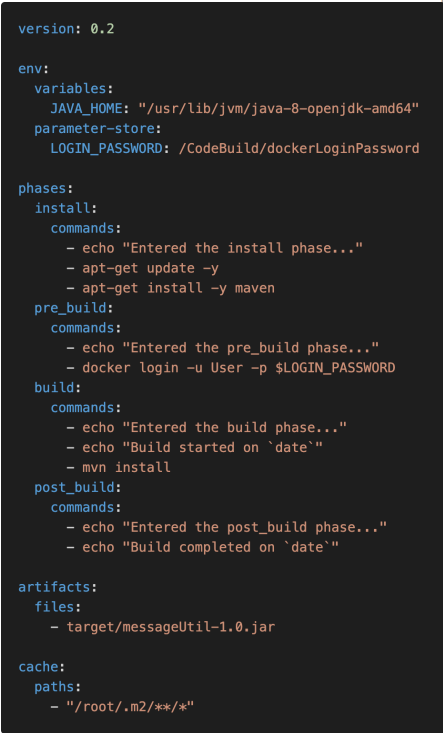 version: 0.2
env:
  variables:
    JAVA_HOME: "/usr/lib/jvm/java-8-openjdk-amd64"
  parameter-store:
    LOGIN_PASSWORD: /CodeBuild/dockerLoginPassword
phases:
  install:
    commands:
      - echo "Entered the install phase..."
      - apt-get update -y
      - apt-get install -y maven
  pre_build:
    commands:
      - echo "Entered the pre_build phase..."
      - docker login -u User -p $LOGIN_PASSWORD
  build:
    commands:
      - echo "Entered the build phase..."
      - echo "Build started on `date`"
      - mvn install
  post_build:
    commands:
      - echo "Entered the post_build phase..."
      - echo "Build completed on `date`"
artifacts:
  files:
    - target/messageUtil-1.0.jar
cache:
  paths:
    - "/root/.m2/**/*"